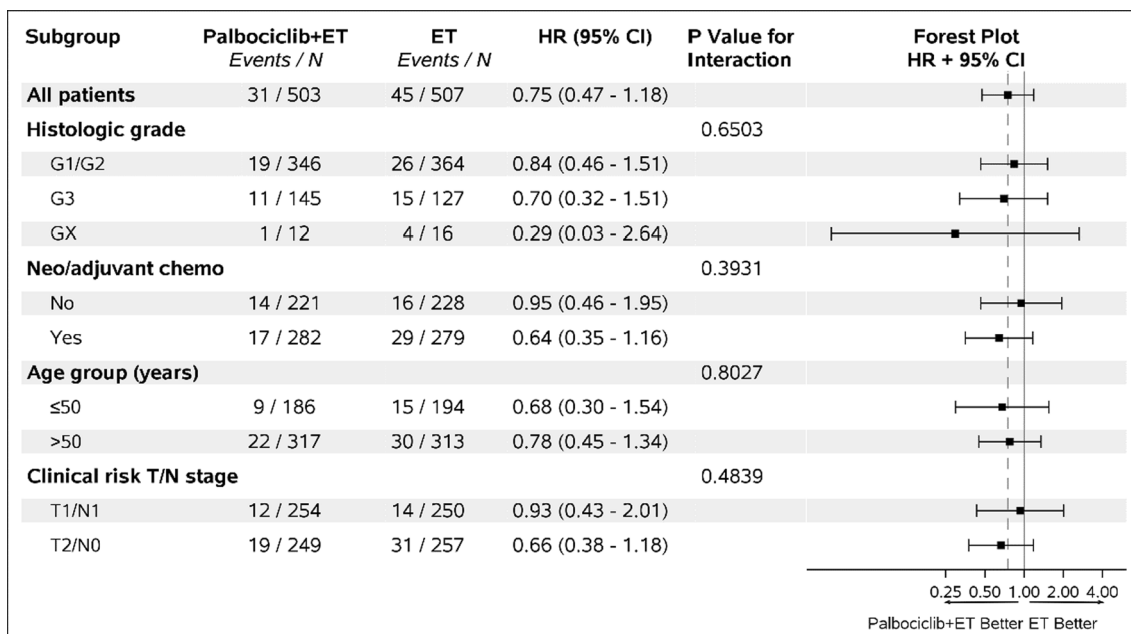 Subgroup Palbociclib+ET ET HR (95% CI) P Value for Forest Plot
Events / N Events / N Interaction HR + 95% CI
All patients 31 / 503 45 / 507 0.75 (0.47 - 1.18)
Histologic grade 0.6503
G1/G2 19 / 346 26 / 364 0.84 (0.46 - 1.51)
G3 11 / 145 15 / 127 0.70 (0.32 - 1.51)
GX 1 / 12 4 / 16 0.29 (0.03 - 2.64)
Neo/adjuvant chemo 0.3931
No 14 / 221 16 / 228 0.95 (0.46 - 1.95)
Yes 17 / 282 29 / 279 0.64 (0.35 - 1.16)
Age group (years) 0.8027
≤50 9 / 186 15 / 194 0.68 (0.30 - 1.54)
>50 22 / 317 30 / 313 0.78 (0.45 - 1.34)
Clinical risk T/N stage 0.4839
T1/N1 12 / 254 14 / 250 0.93 (0.43 - 2.01)
T2/N0 19 / 249 31 / 257 0.66 (0.38 - 1.18)
0.25 0.50 1.00 2.00 4.00
Palbociclib+ET Better ET Better